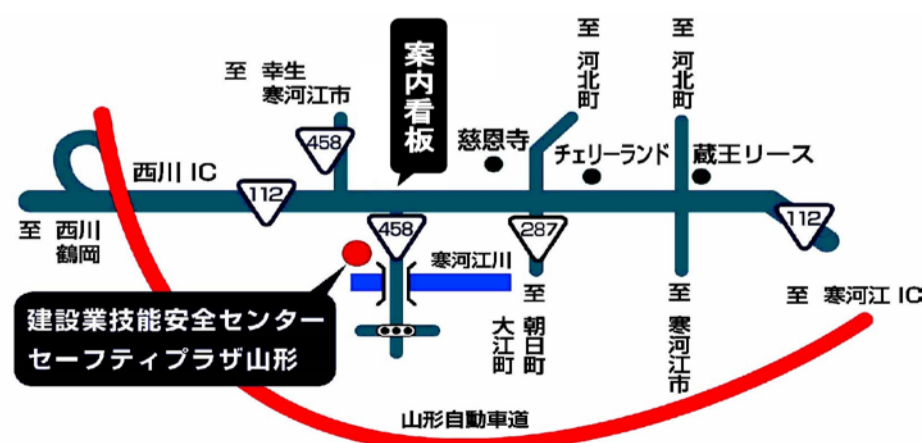 至 幸生
寒河江市
案内看板
至 河北町
至 河北町
458
慈恩寺
チェリーランド
蔵王リース
西川 IC
112
至 西川
鶴岡
458
287
112
寒河江川
建設業技能安全センター
セーフティプラザ山形
至 朝日町
大江町
至 寒河江市
至 寒河江 IC
山形自動車道